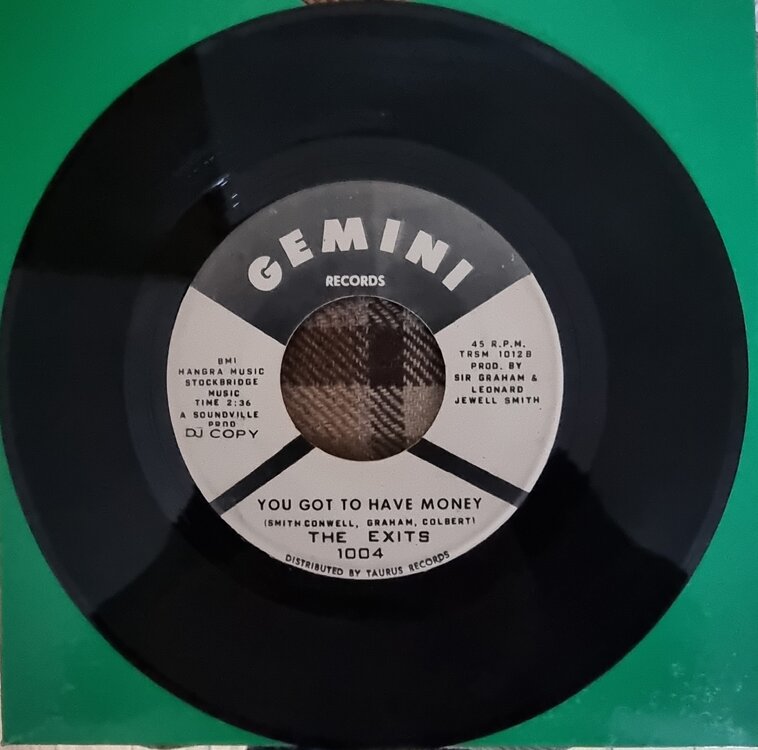 GEMINI
RECORDS
BMI
HANGRA MUSIC
STOCKBRIDGE
MUSIC
TIME 2:36
A SOUNDVILLE
PROD
DJ COPY
45 R.P.M.
TRSM 1012B
PROD. BY
SIR GRAHAM &
LEONARD
JEWELL SMITH
YOU GOT TO HAVE MONEY
(SMITH CONWELL, GRAHAM, COLBERT)
THE EXITS
1004
DISTRIBUTED BY TAURUS RECORDS